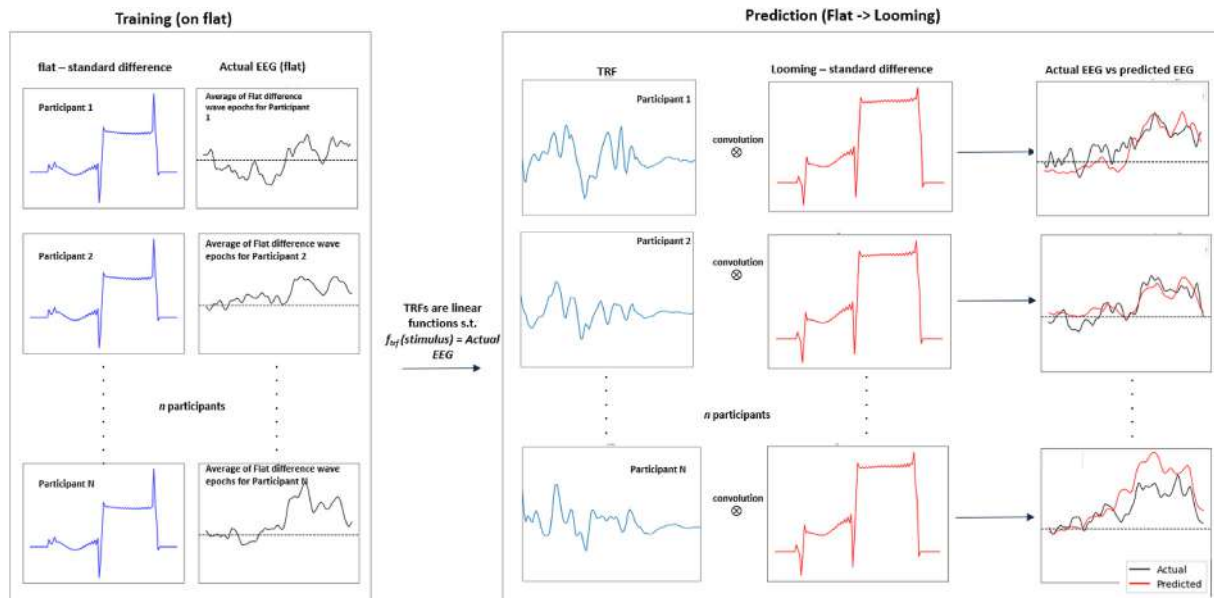 Training (on flat)
Prediction (Flat -> Looming)
flat – standard difference
Actual EEG (flat)
Participant 1
Average of Flat difference
wave epochs for Participant
1
Participant 2
Average of Flat difference wave
epochs for Participant 2
n participants
Participant N
Average of Flat difference wave
epochs for Participant N
TRFs are linear
functions s.t.
ftrf(stimulus) = Actual
EEG
TRF
Looming – standard difference
Actual EEG vs predicted EEG
Participant 1
convolution
⊗
Participant 2
convolution
⊗
n participants
Participant N
convolution
⊗
Actual
Predicted